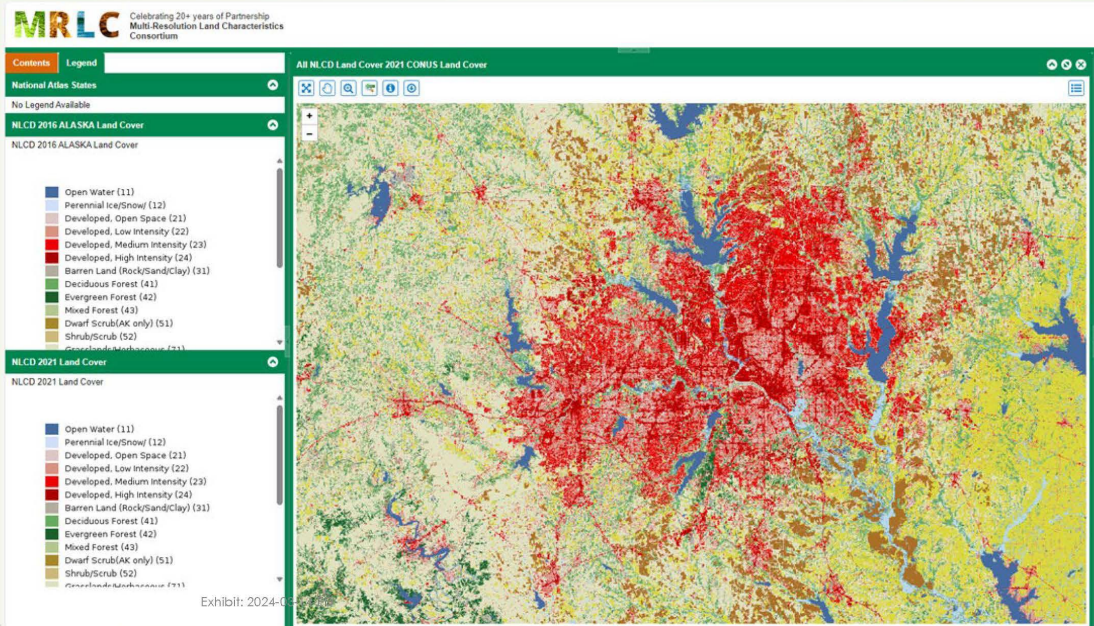 MRLC
Celebrating 20+ years of Partnership
Multi-Resolution Land Characteristics
Consortium
Contents
Legend
National Atlas States
No Legend Available
NLCD 2016 ALASKA Land Cover
NLCD 2016 ALASKA Land Cover
Open Water (11)
Perennial Ice/Snow/ (12)
Developed, Open Space (21)
Developed, Low Intensity (22)
Developed, Medium Intensity (23)
Developed, High Intensity (24)
Barren Land (Rock/Sand/Clay) (31)
Deciduous Forest (41)
Evergreen Forest (42)
Mixed Forest (43)
Dwarf Scrub(AK only) (51)
Shrub/Scrub (52)
Grasslands/Herbaceous (71)
NLCD 2021 Land Cover
NLCD 2021 Land Cover
Open Water (11)
Perennial Ice/Snow/ (12)
Developed, Open Space (21)
Developed, Low Intensity (22)
Developed, Medium Intensity (23)
Developed, High Intensity (24)
Barren Land (Rock/Sand/Clay) (31)
Deciduous Forest (41)
Evergreen Forest (42)
Mixed Forest (43)
Dwarf Scrub(AK only) (51)
Shrub/Scrub (52)
Grasslands/Herbaceous (71)
Exhibit:
All NLCD Land Cover 2021 CONUS Land Cover
+
−